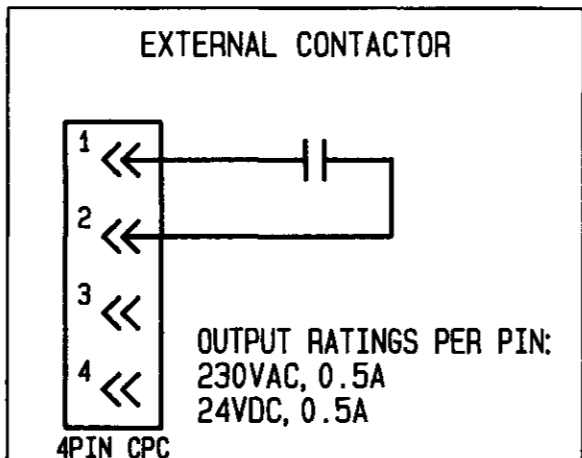 EXTERNAL CONTACTOR
1
2
3
4
OUTPUT RATINGS PER PIN:
230VAC, 0.5A
24VDC, 0.5A
4PIN CPC